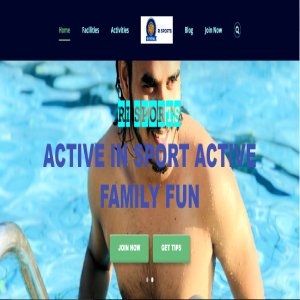 Home Facilities Activities RI SPORTS Blog Join Now
RI SPORTS
ACTIVE IN SPORT ACTIVE
FAMILY FUN
JOIN NOW GET TIPS